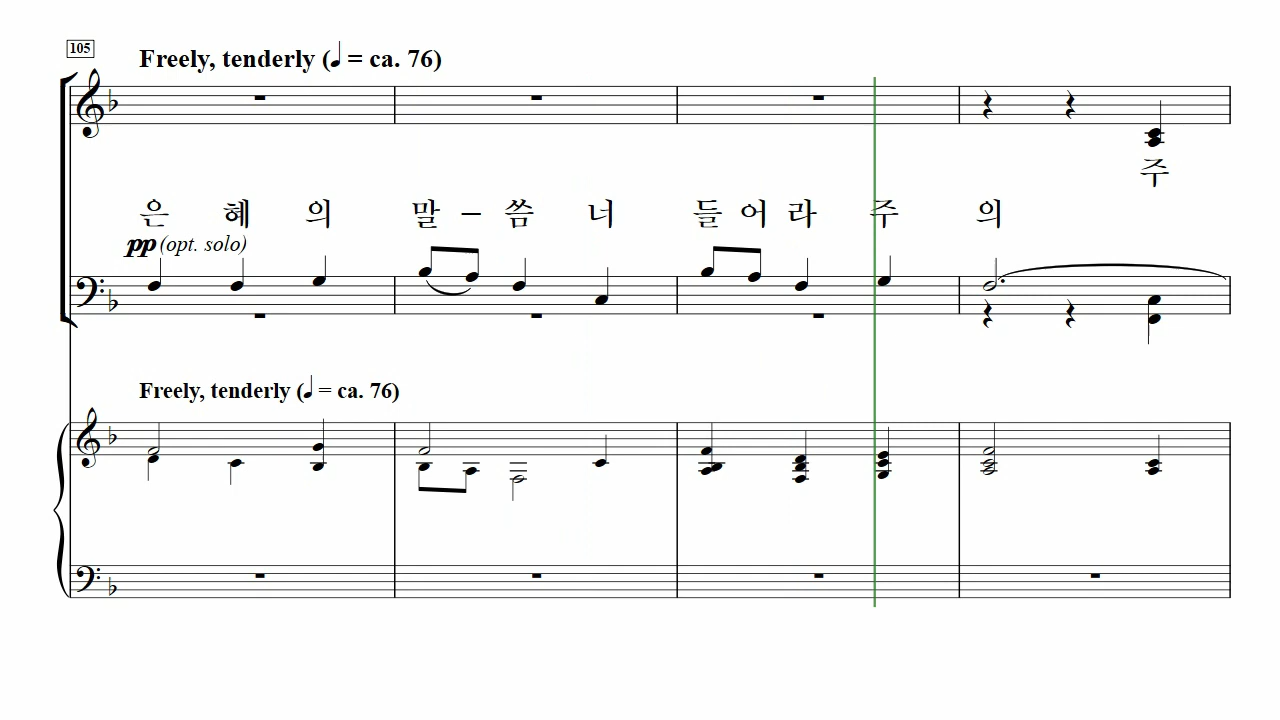 105
Freely, tenderly (♩ = ca. 76)
주
은 혜 의 말 – 씀 너 들 어 라 주 의
pp (opt. solo)
Freely, tenderly (♩ = ca. 76)